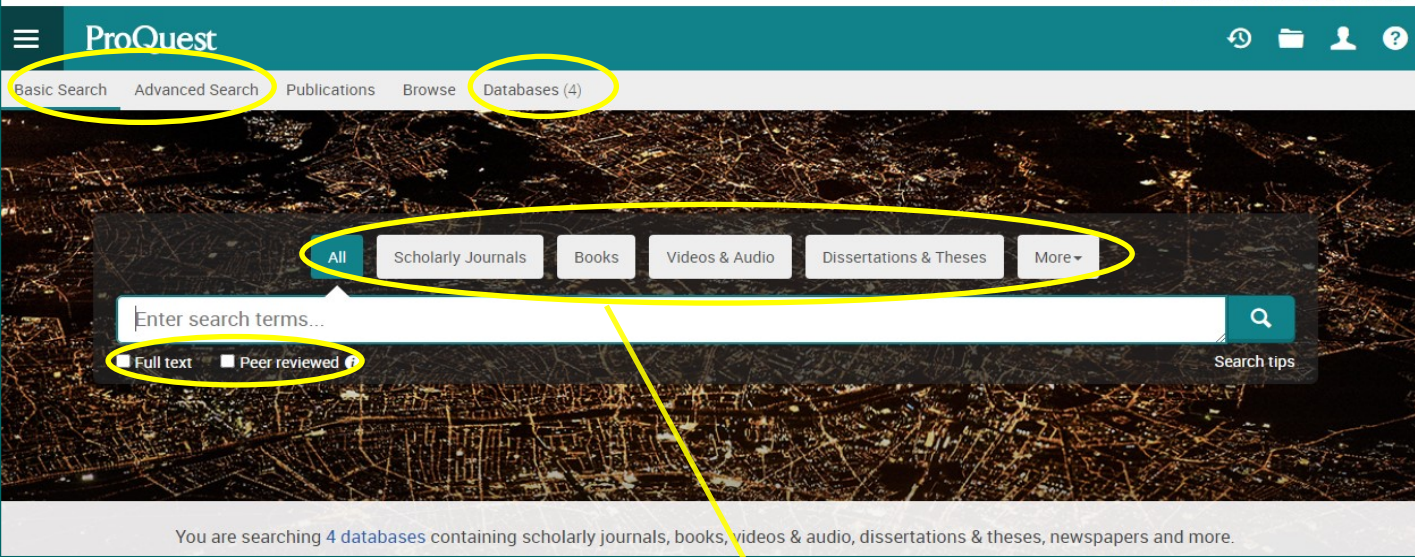 ProQuest
Basic Search Advanced Search Publications Browse Databases (4)
All Scholarly Journals Books Videos & Audio Dissertations & Theses More
Enter search terms...
Full text Peer reviewed
Search tips
You are searching 4 databases containing scholarly journals, books, videos & audio, dissertations & theses, newspapers and more.